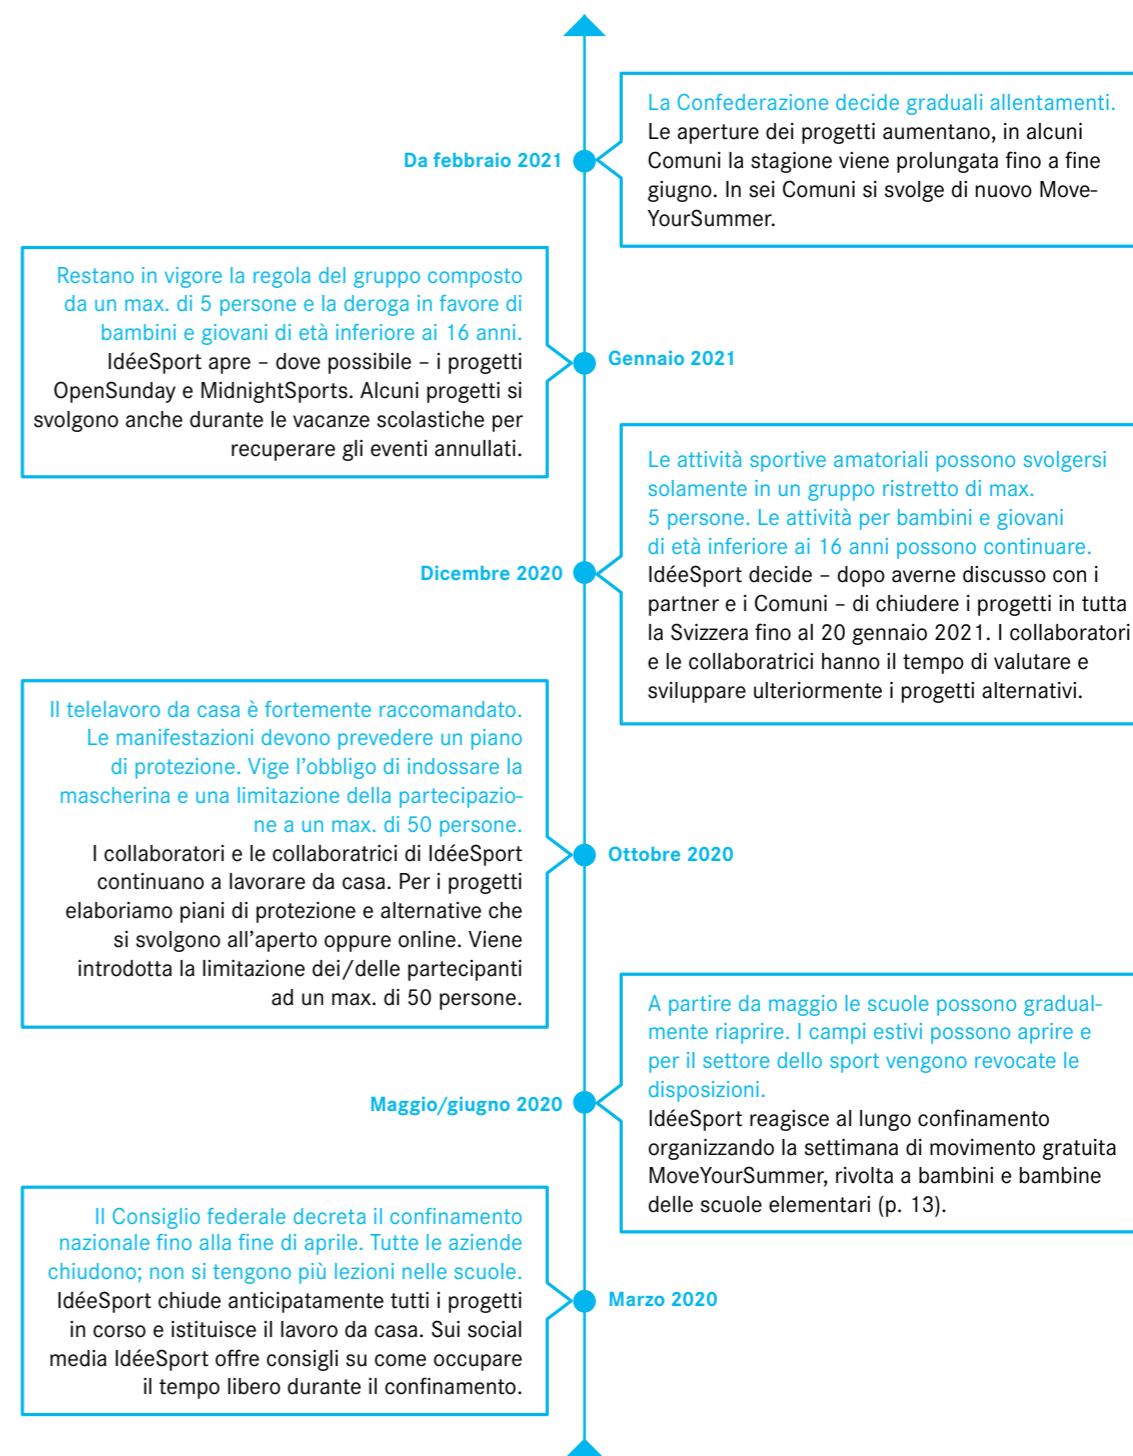 Da febbraio 2021
La Confederazione decide graduali allentamenti.
Le aperture dei progetti aumentano, in alcuni
Comuni la stagione viene prolungata fino a fine
giugno. In sei Comuni si svolge di nuovo Move-
YourSummer.
Restano in vigore la regola del gruppo composto
da un max. di 5 persone e la deroga in favore di
bambini e giovani di età inferiore ai 16 anni.
IdéeSport apre – dove possibile – i progetti
OpenSunday e MidnightSports. Alcuni progetti si
svolgono anche durante le vacanze scolastiche per
recuperare gli eventi annullati.
Gennaio 2021
Dicembre 2020
Le attività sportive amatoriali possono svolgersi
solamente in un gruppo ristretto di max.
5 persone. Le attività per bambini e giovani
di età inferiore ai 16 anni possono continuare.
IdéeSport decide – dopo averne discusso con i
partner e i Comuni – di chiudere i progetti in tutta
la Svizzera fino al 20 gennaio 2021. I collaboratori
e le collaboratrici hanno il tempo di valutare e
sviluppare ulteriormente i progetti alternativi.
Il telelavoro da casa è fortemente raccomandato.
Le manifestazioni devono prevedere un piano
di protezione. Vige l’obbligo di indossare la
mascherina e una limitazione della partecipazio-
ne a un max. di 50 persone.
I collaboratori e le collaboratrici di IdéeSport
continuano a lavorare da casa. Per i progetti
elaboriamo piani di protezione e alternative che
si svolgono all’aperto oppure online. Viene
introdotta la limitazione dei/delle partecipanti
ad un max. di 50 persone.
Ottobre 2020
Maggio/giugno 2020
A partire da maggio le scuole possono gradual-
mente riaprire. I campi estivi possono aprire e
per il settore dello sport vengono revocate le
disposizioni.
IdéeSport reagisce al lungo confinamento
organizzando la settimana di movimento gratuita
MoveYourSummer, rivolta a bambini e bambine
delle scuole elementari (p. 13).
Il Consiglio federale decreta il confinamento
nazionale fino alla fine di aprile. Tutte le aziende
chiudono; non si tengono più lezioni nelle scuole.
IdéeSport chiude anticipatamente tutti i progetti
in corso e istituisce il lavoro da casa. Sui social
media IdéeSport offre consigli su come occupare
il tempo libero durante il confinamento.
Marzo 2020